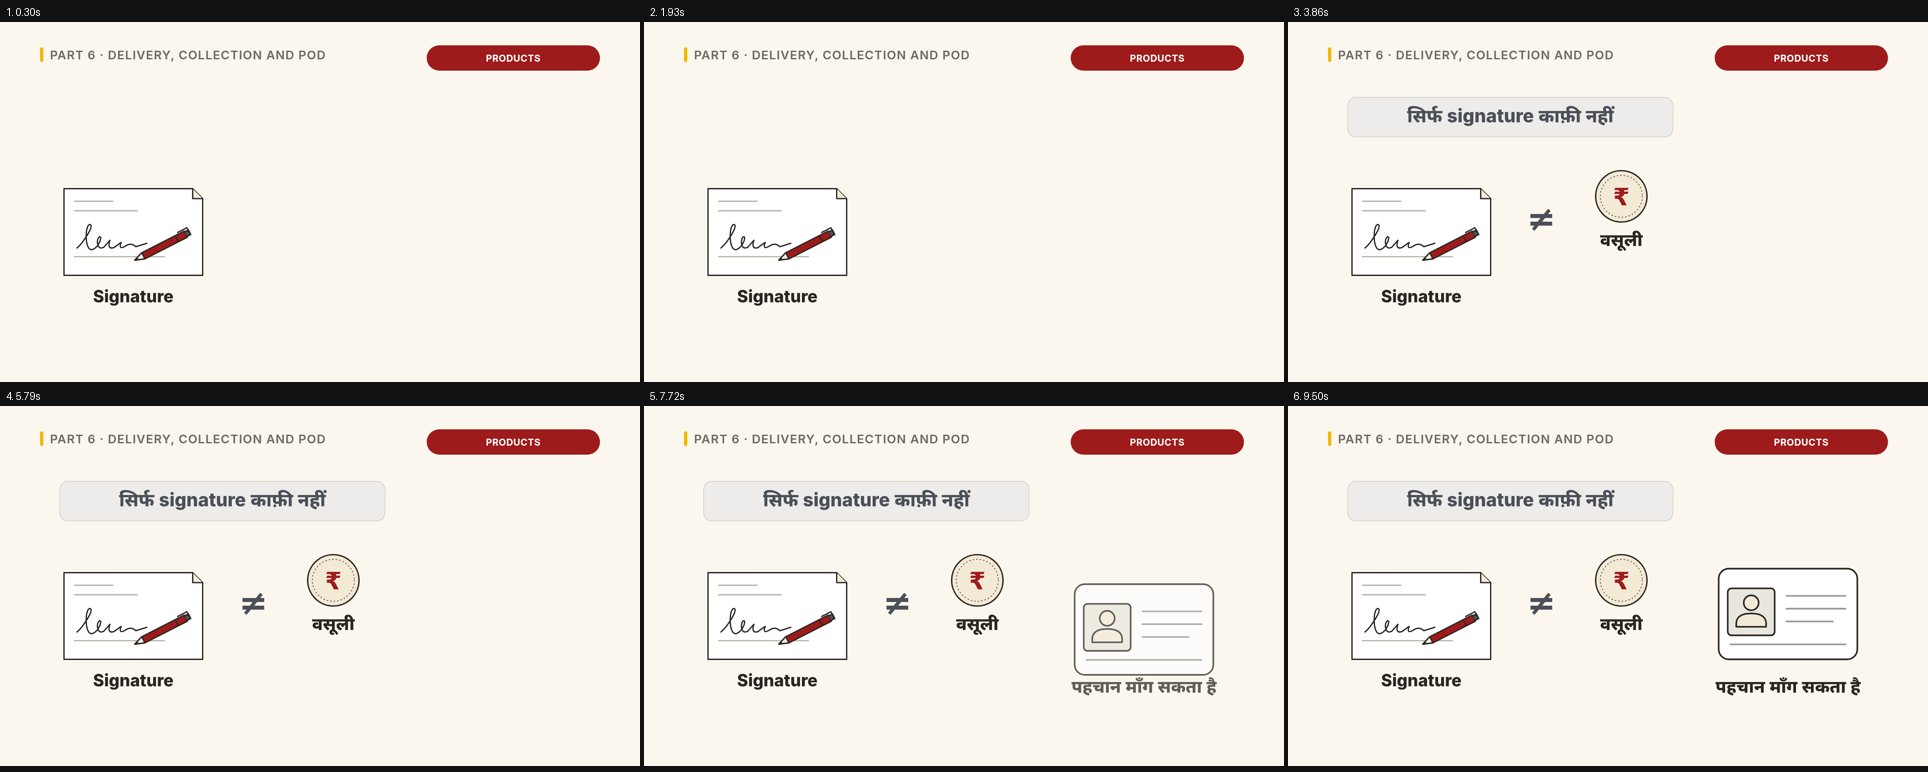 1. 0.30s
PART 6 · DELIVERY, COLLECTION AND POD
PRODUCTS
Signature
2. 1.93s
PART 6 · DELIVERY, COLLECTION AND POD
PRODUCTS
Signature
3. 3.86s
PART 6 · DELIVERY, COLLECTION AND POD
PRODUCTS
सिर्फ signature काफ़ी नहीं
≠
₹
वसूली
Signature
4. 5.79s
PART 6 · DELIVERY, COLLECTION AND POD
PRODUCTS
सिर्फ signature काफ़ी नहीं
≠
₹
वसूली
Signature
5. 7.72s
PART 6 · DELIVERY, COLLECTION AND POD
PRODUCTS
सिर्फ signature काफ़ी नहीं
≠
₹
वसूली
Signature
पहचान माँग सकता है
6. 9.50s
PART 6 · DELIVERY, COLLECTION AND POD
PRODUCTS
सिर्फ signature काफ़ी नहीं
≠
₹
वसूली
Signature
पहचान माँग सकता है